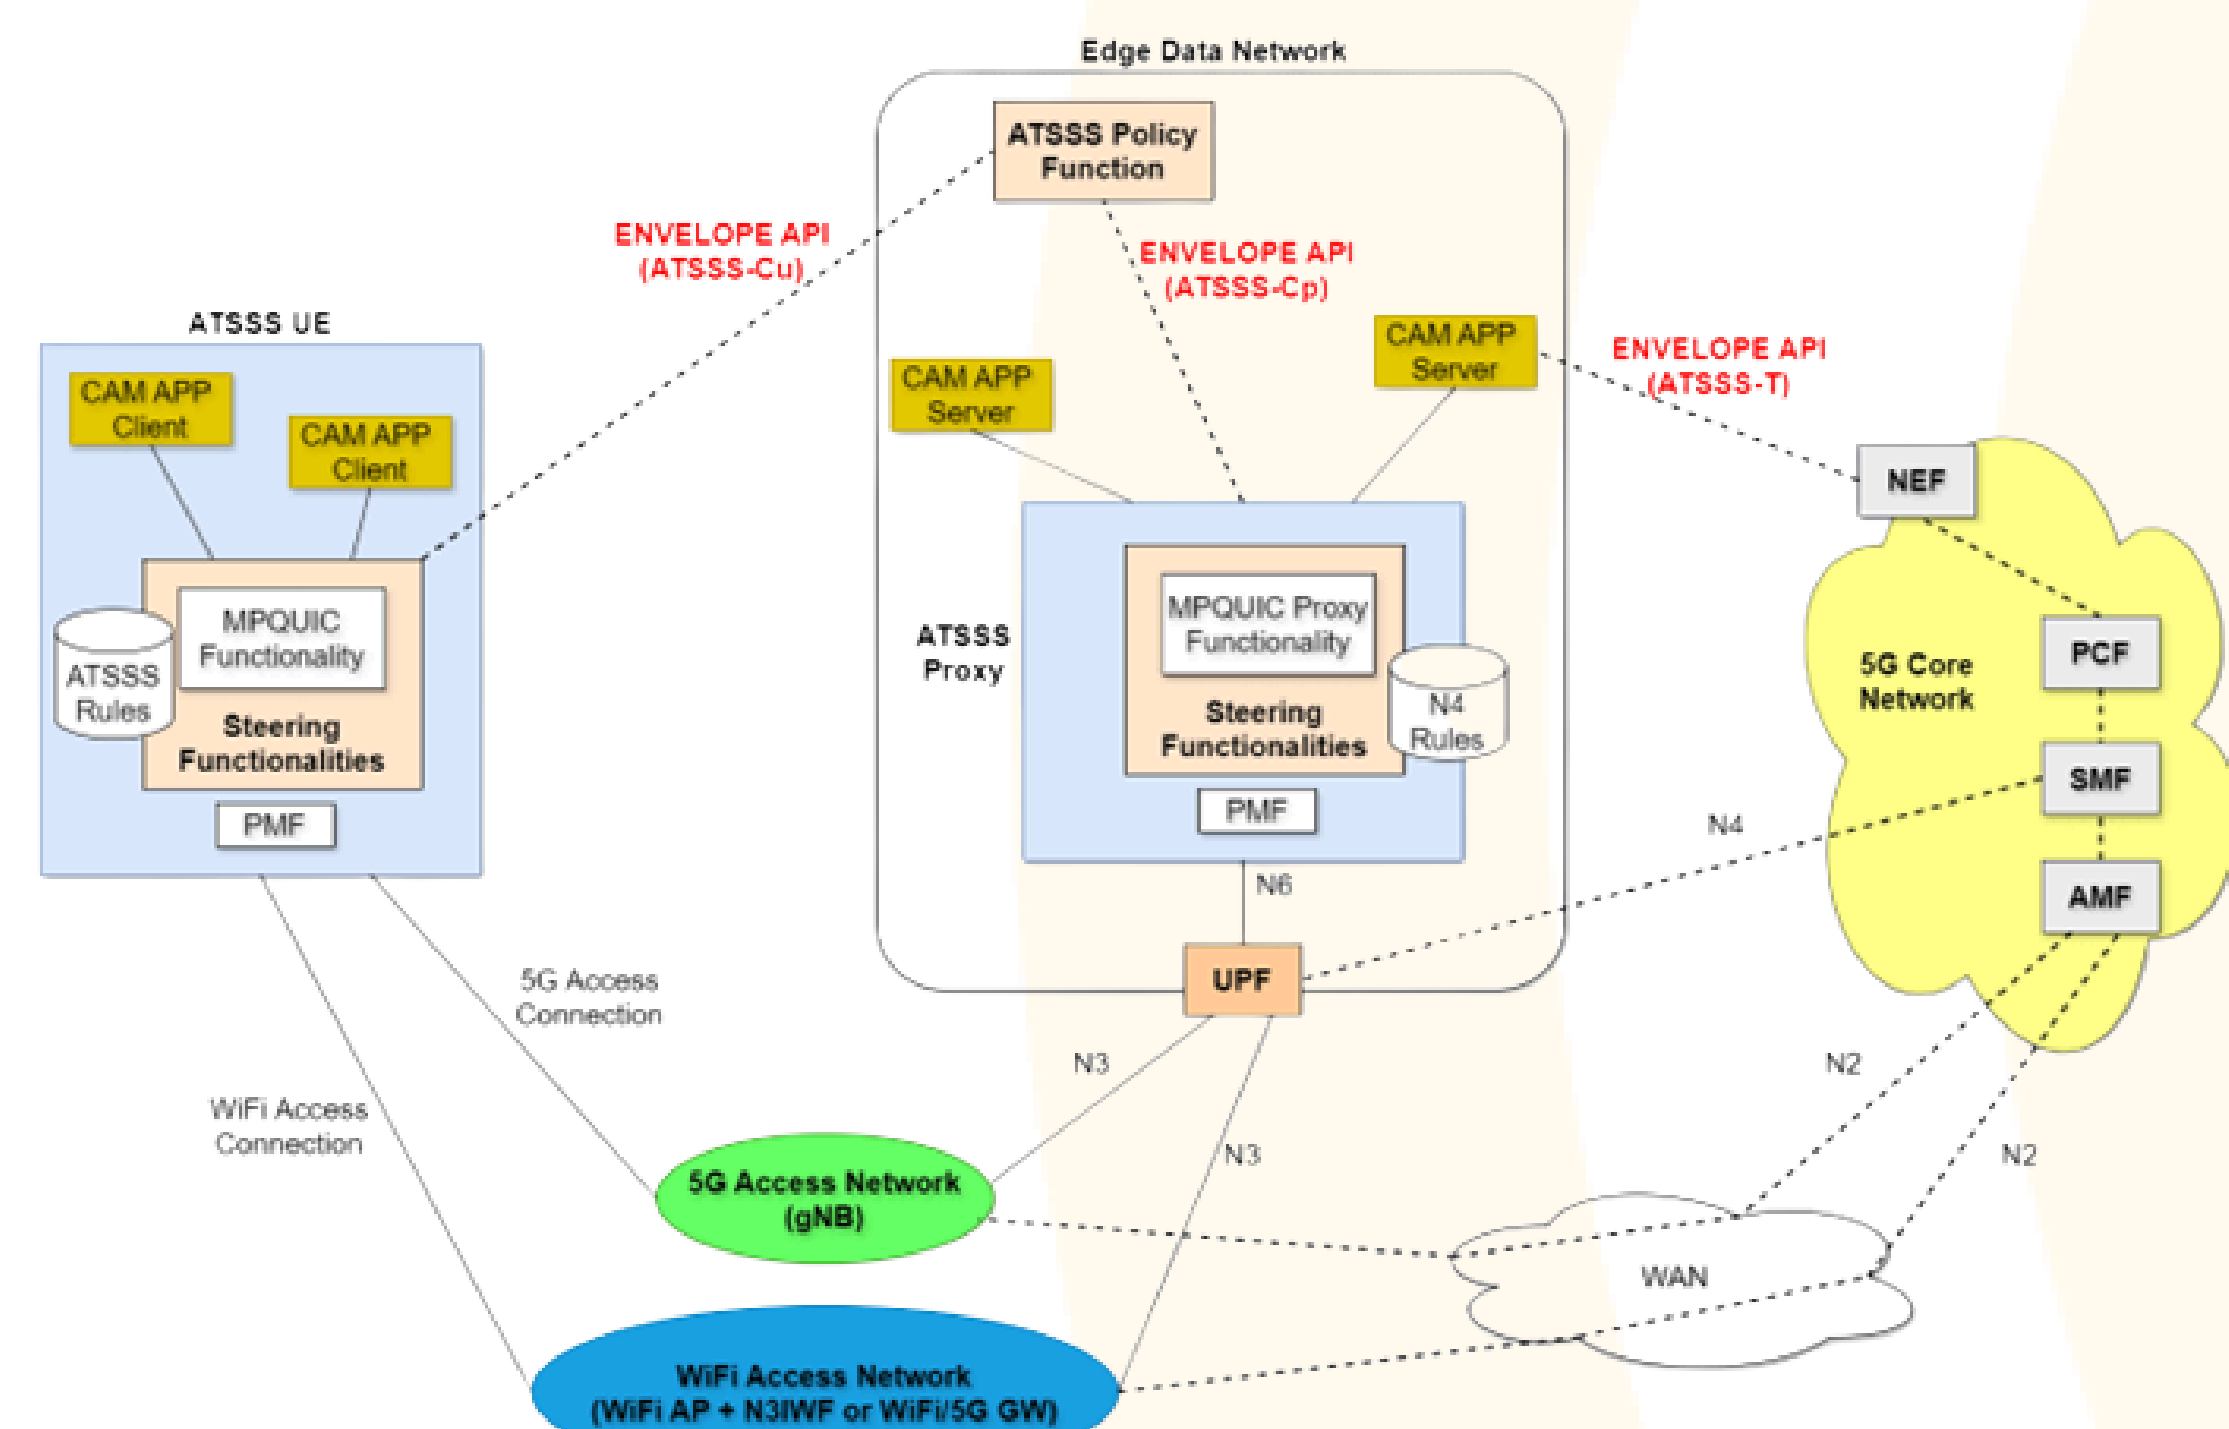 Edge Data Network
ATSSS Policy
Function
ENVELOPE API
(ATSSS-Cu)
ENVELOPE API
(ATSSS-Cp)
ATSSS UE
CAM APP
Client
CAM APP
Client
CAM APP
Server
CAM APP
Server
ENVELOPE API
(ATSSS-T)
NEF
MPQUIC
Functionality
ATSSS
Rules
Steering
Functionalities
PMF
ATSSS
Proxy
MPQUIC Proxy
Functionality
Steering
Functionalities
N4
Rules
PMF
5G Core
Network
PCF
SMF
AMF
N4
N6
UPF
5G Access
Connection
WiFi Access
Connection
N3
N3
N2
N2
5G Access Network
(gNB)
WAN
WiFi Access Network
(WiFi AP + N3IWF or WiFi/5G GW)